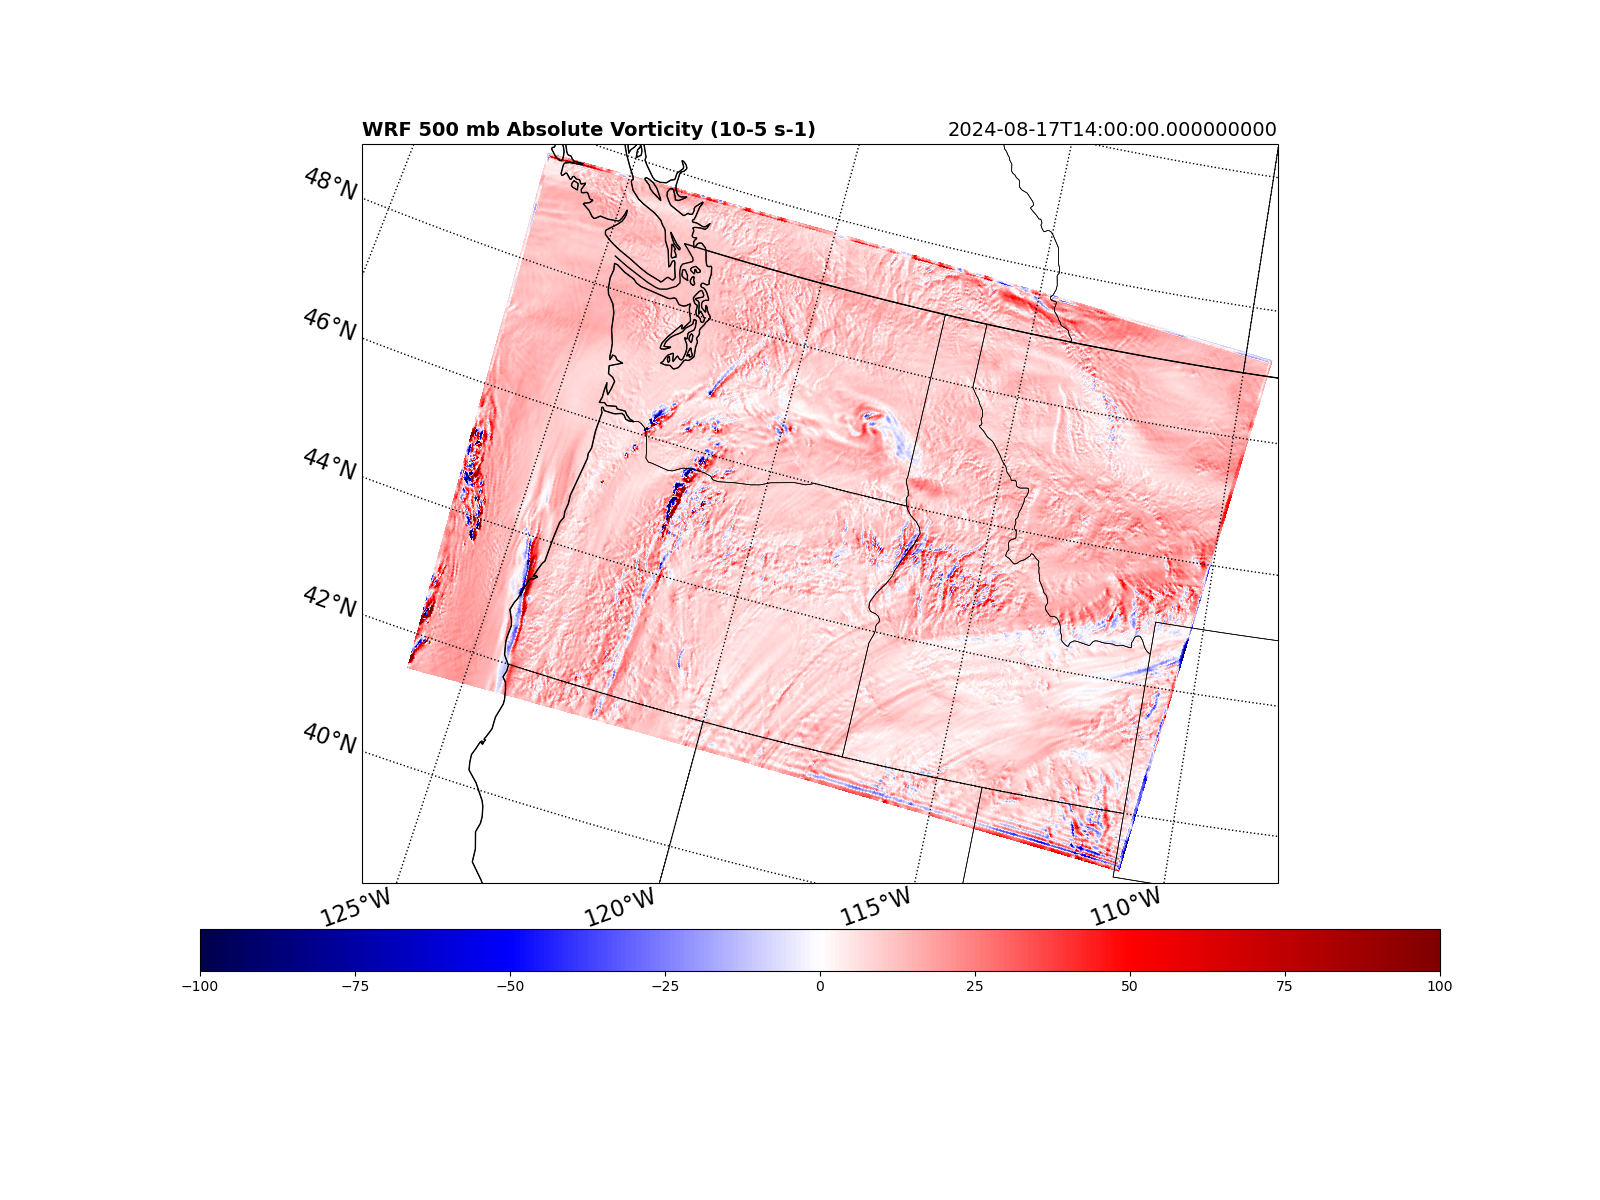 WRF 500 mb Absolute Vorticity (10-5 s-1) 2024-08-17T14:00:00.000000000
48°N
46°N
44°N
42°N
40°N
125°W 120°W 115°W 110°W
−100 −75 −50 −25 0 25 50 75 100